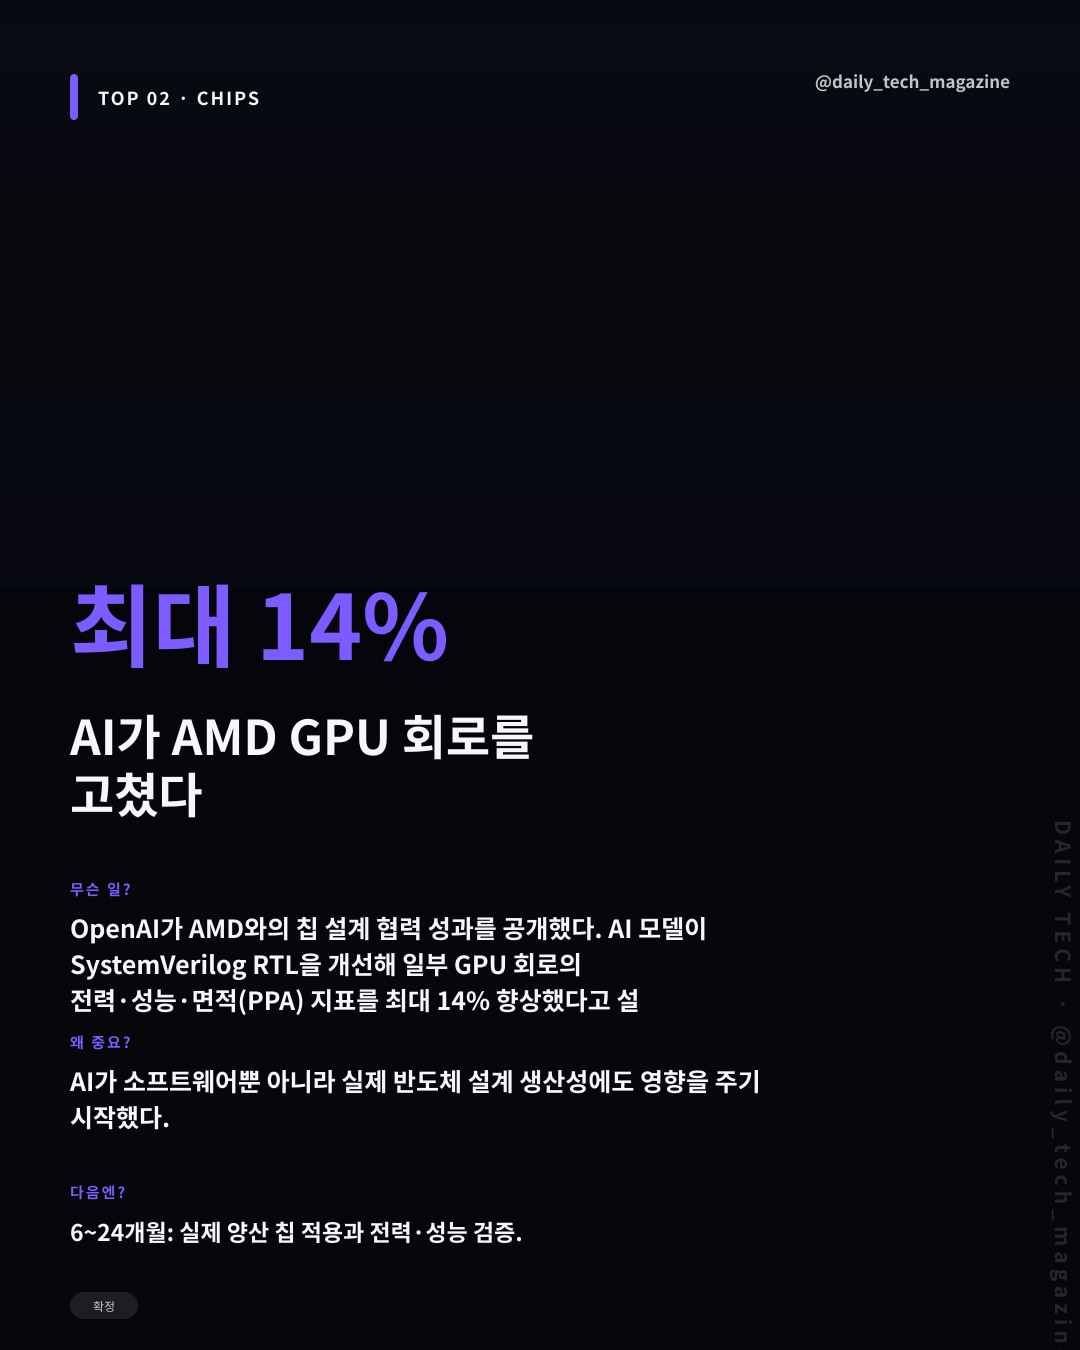 TOP 02 · CHIPS
@daily_tech_magazine
최대 14%
AI가 AMD GPU 회로를
고쳤다
무슨 일?
OpenAI가 AMD와의 칩 설계 협력 성과를 공개했다. AI 모델이
SystemVerilog RTL을 개선해 일부 GPU 회로의
전력·성능·면적(PPA) 지표를 최대 14% 향상했다고 설
왜 중요?
AI가 소프트웨어뿐 아니라 실제 반도체 설계 생산성에도 영향을 주기
시작했다.
다음엔?
6~24개월: 실제 양산 칩 적용과 전력·성능 검증.
확정
DAILY TECH · @daily_tech_magazin